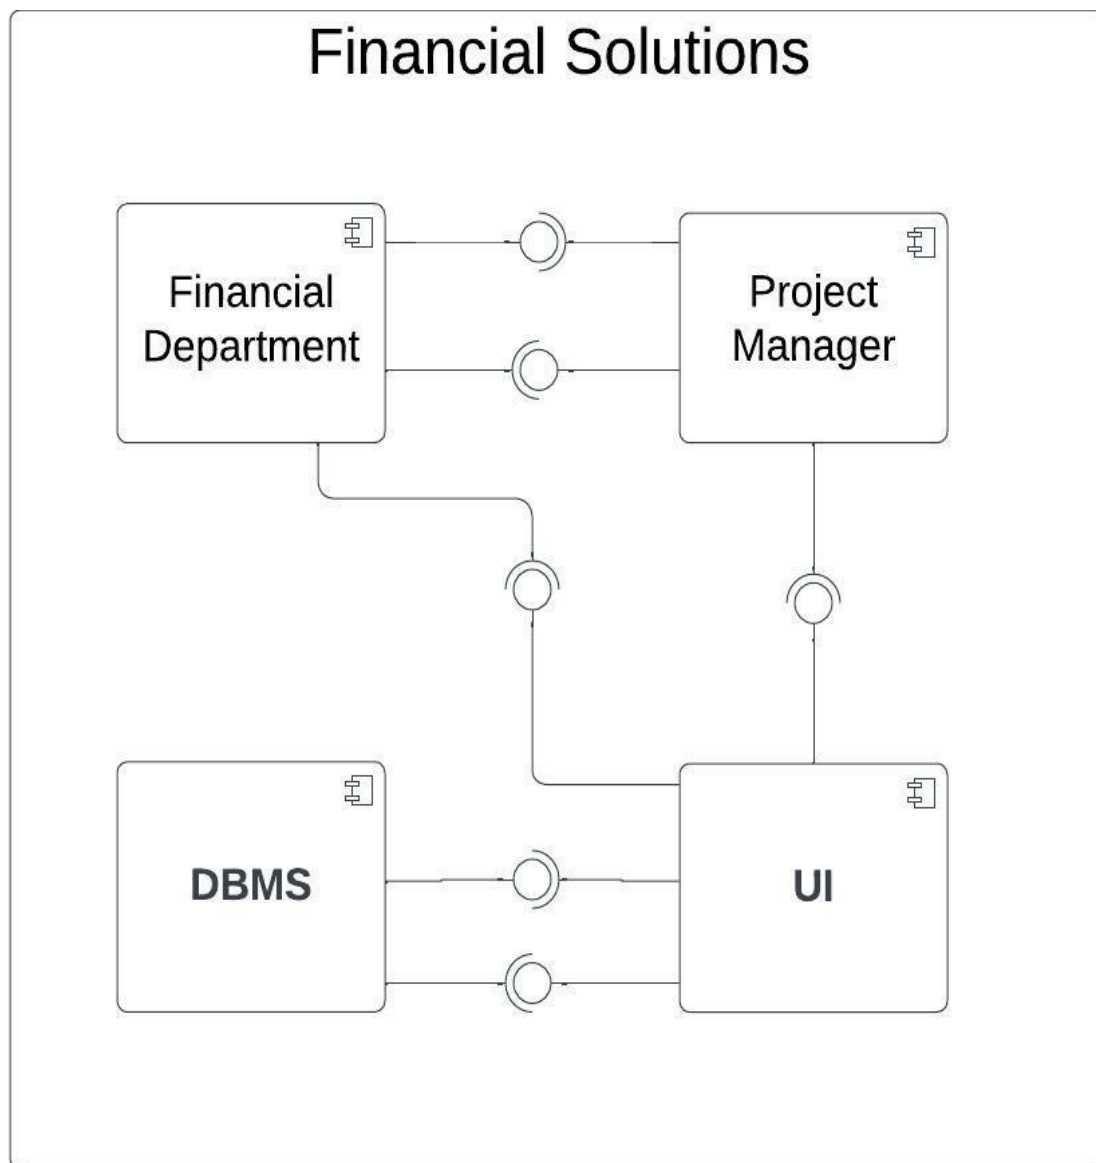 Financial Solutions
Financial
Department
Project
Manager
DBMS
UI